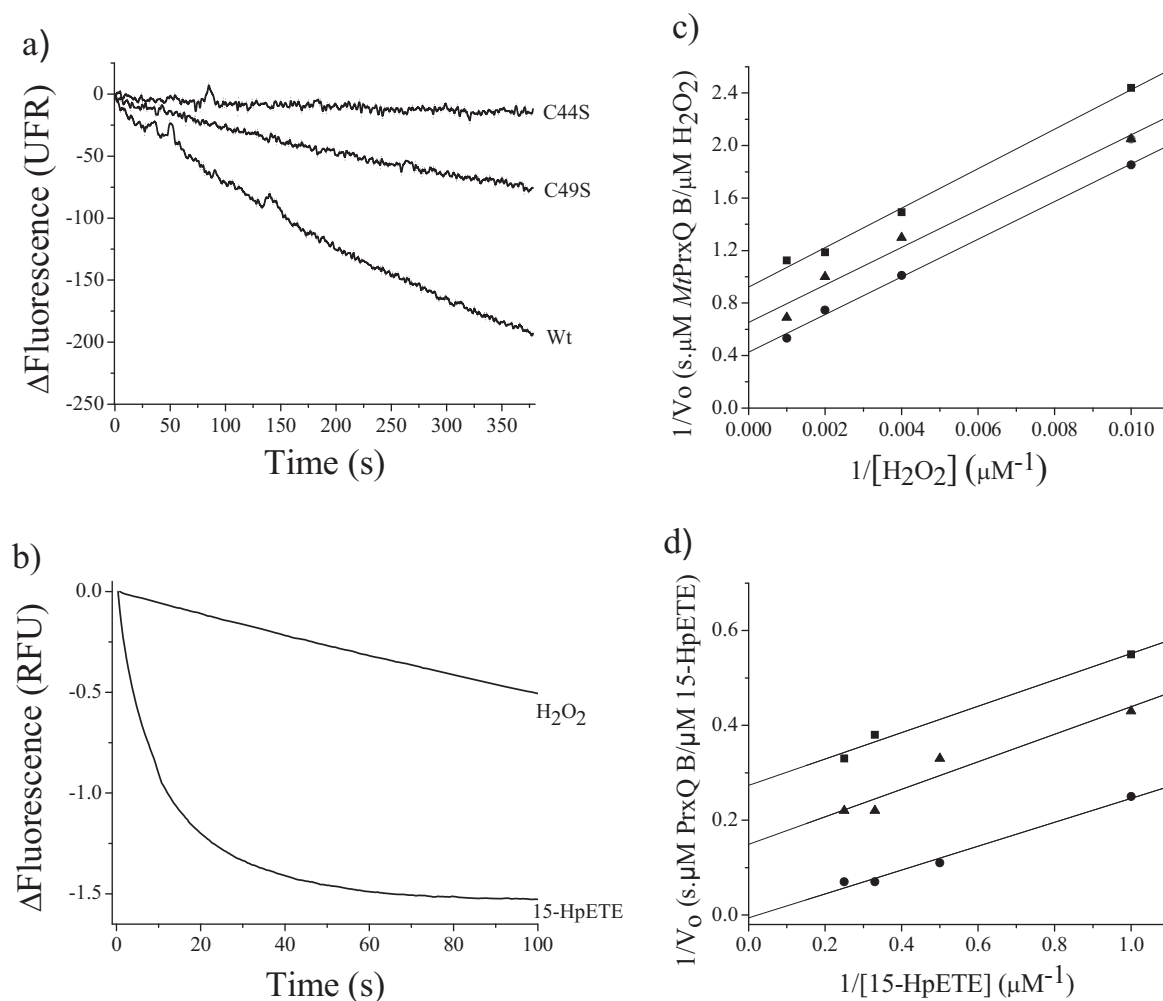 a)
ΔFluorescence (UFR)
0
-50
-100
-150
-200
-250
0 50 100 150 200 250 300 350
Time (s)
C44S
C49S
Wt
b)
ΔFluorescence (RFU)
0.0
-0.5
-1.0
-1.5
0 20 40 60 80 100
Time (s)
H2O2
15-HpETE
c)
1/Vo (s.µM MtPrxQ B/µM H2O2)
2.4
2.0
1.6
1.2
0.8
0.4
0.0
0.000 0.002 0.004 0.006 0.008 0.010
1/[H2O2] (µM-1)
d)
1/Vo (s.µM PrxQ B/µM 15-HpETE)
0.6
0.4
0.2
0.0
0.0 0.2 0.4 0.6 0.8 1.0
1/[15-HpETE] (µM-1)